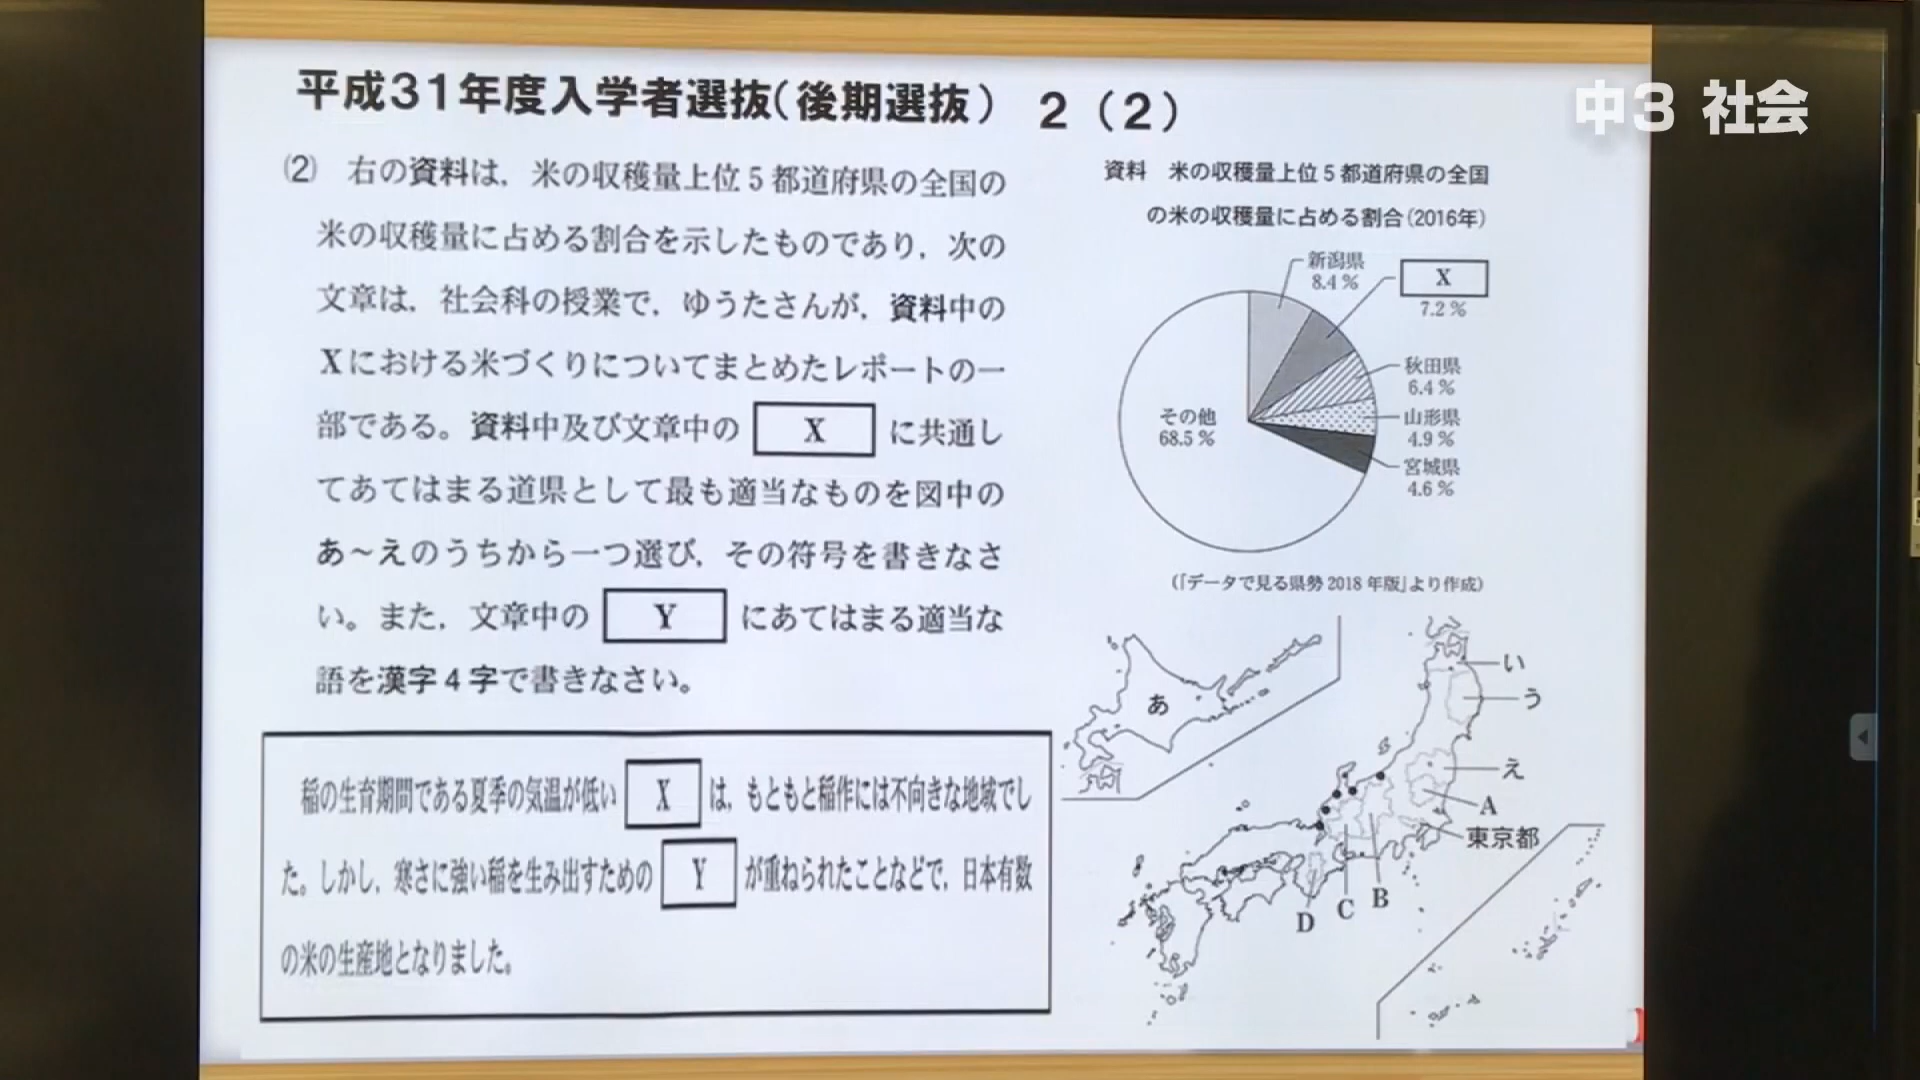 平成31年度入学者選抜(後期選抜) 2(2)
中3 社会
(2) 右の資料は,米の収穫量上位5都道府県の全国の
米の収穫量に占める割合を示したものであり,次の
文章は,社会科の授業で,ゆうたさんが,資料中の
Xにおける米づくりについてまとめたレポートの一
部である。資料中及び文章中の X に共通し
てあてはまる道県として最も適当なものを図中の
あ〜えのうちから一つ選び,その符号を書きなさ
い。また,文章中の Y にあてはまる適当な
語を漢字4字で書きなさい。
稲の生育期間である夏季の気温が低い X は,もともと稲作には不向きな地域でし
た。しかし,寒さに強い稲を生み出すための Y が重ねられたことなどで,日本有数
の米の生産地となりました。
資料 米の収穫量上位5都道府県の全国
の米の収穫量に占める割合(2016年)
新潟県
8.4%
X
7.2%
秋田県
6.4%
山形県
4.9%
宮城県
4.6%
その他
68.5%
(「データで見る県勢2018年版」より作成)
あ
い
う
え
A
東京都
B
C
D